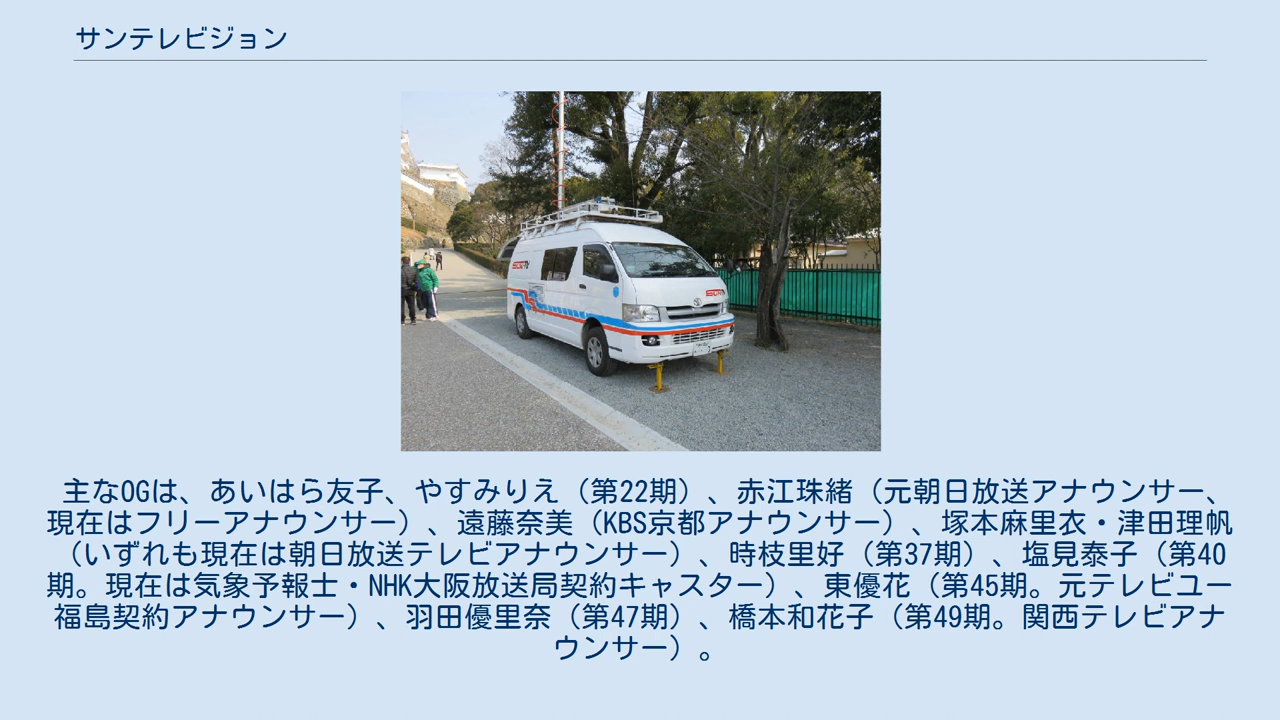 サンテレビジョン
主なOGは、あいはら友子、やすみりえ（第22期）、赤江珠緒（元朝日放送アナウンサー、
現在はフリーアナウンサー）、遠藤奈美（KBS京都アナウンサー）、塚本麻里衣・津田理帆
（いずれも現在は朝日放送テレビアナウンサー）、時枝里好（第37期）、塩見泰子（第40
期。現在は気象予報士・NHK大阪放送局契約キャスター）、東優花（第45期。元テレビユー
福島契約アナウンサー）、羽田優里奈（第47期）、橋本和花子（第49期。関西テレビアナ
ウンサー）。